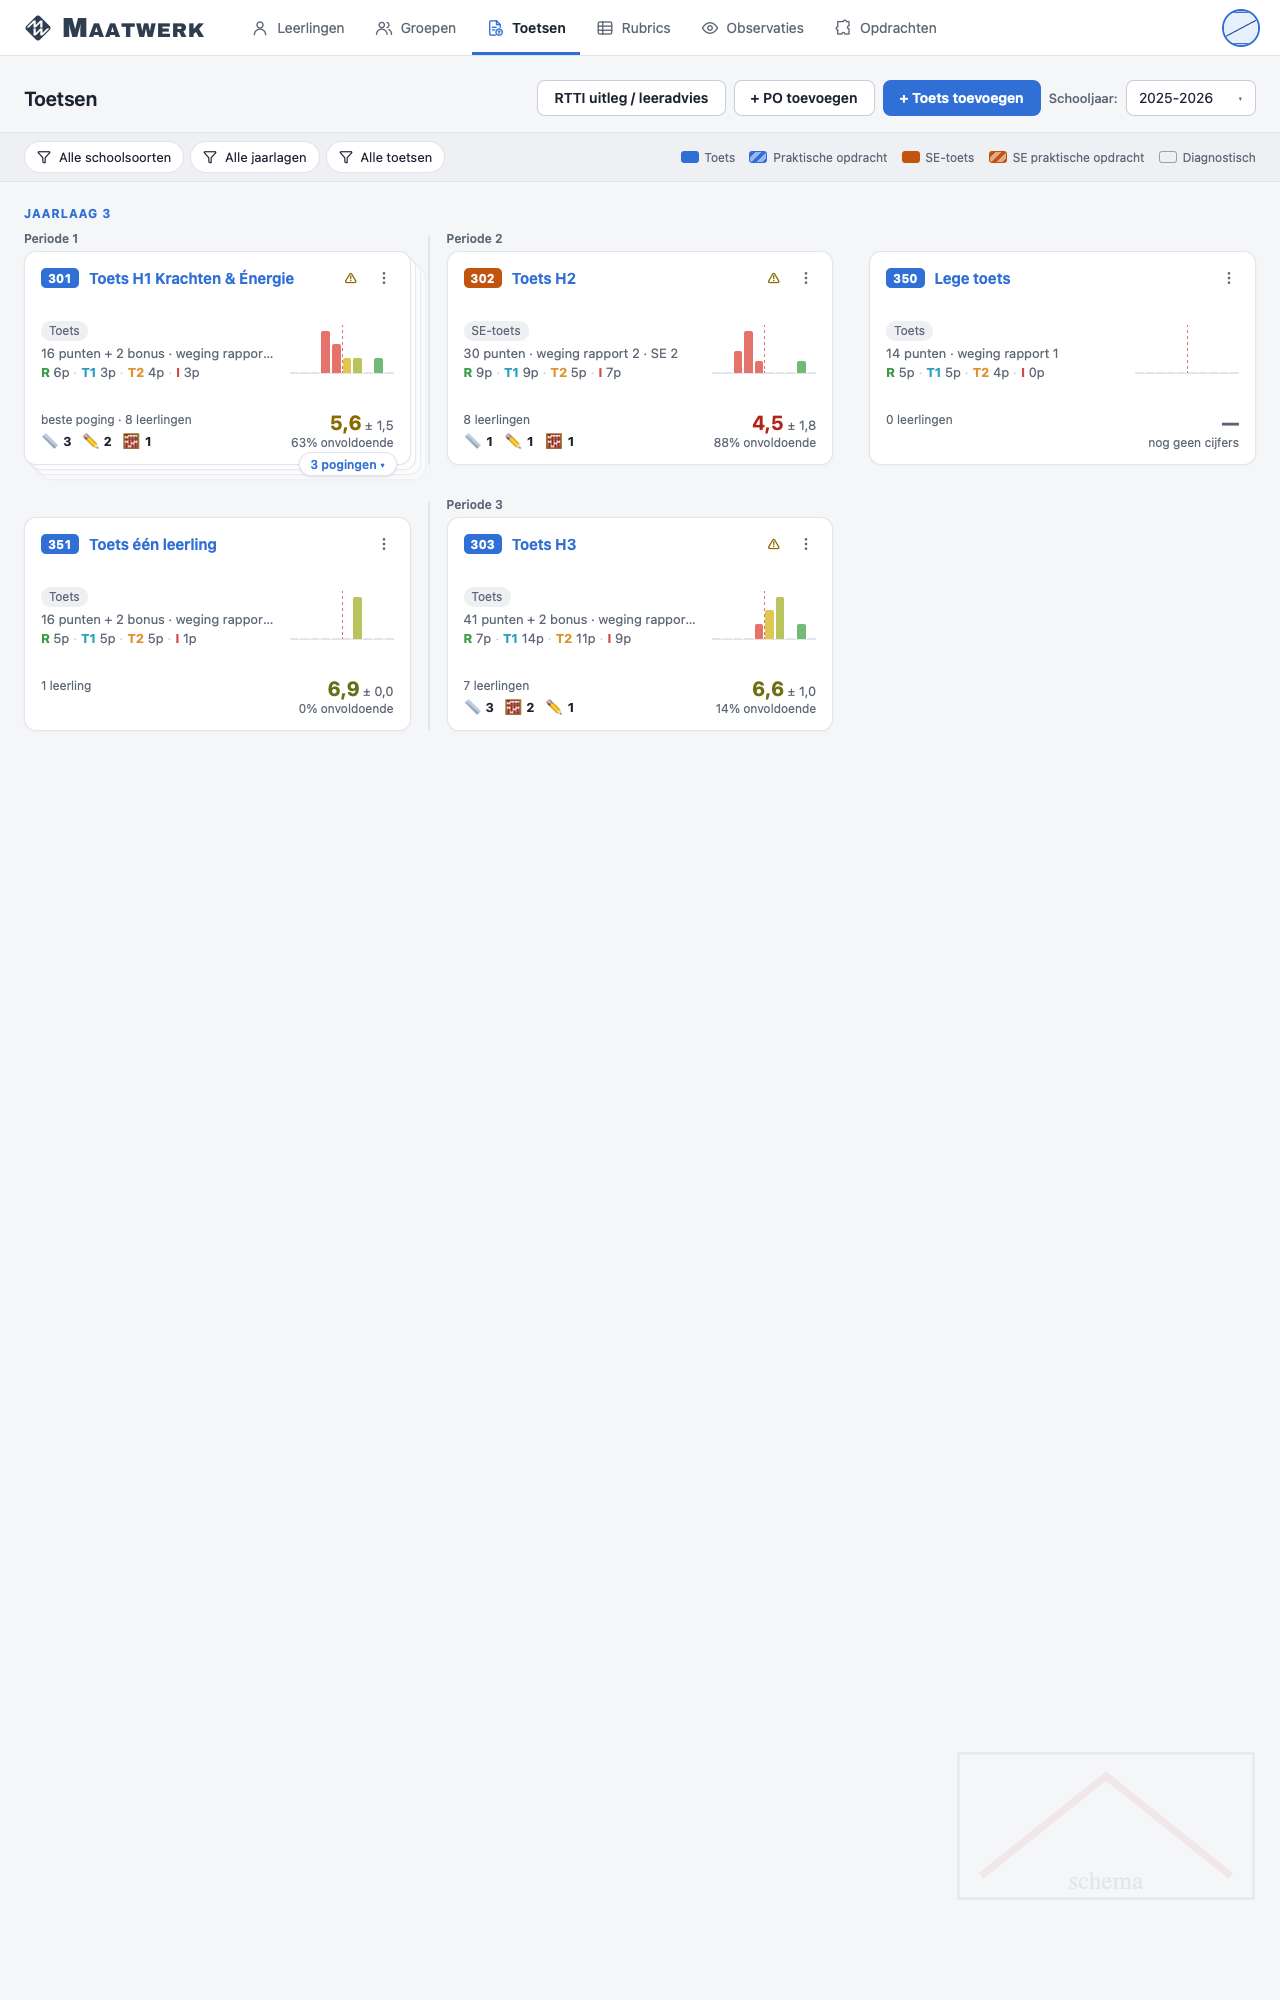 MAATWERK
Leerlingen
Groepen
Toetsen
Rubrics
Observaties
Opdrachten
Toetsen
RTTI uitleg / leeradvies
+ PO toevoegen
+ Toets toevoegen
Schooljaar:
2025-2026
Alle schoolsoorten
Alle jaarlagen
Alle toetsen
Toets
Praktische opdracht
SE-toets
SE praktische opdracht
Diagnostisch
JAARLAAG 3
Periode 1
301 Toets H1 Krachten & Énergie
Toets
16 punten + 2 bonus · weging rappor...
R 6p · T1 3p · T2 4p · I 3p
beste poging · 8 leerlingen
3 2 1
5,6 ± 1,5
63% onvoldoende
3 pogingen
Periode 2
302 Toets H2
SE-toets
30 punten · weging rapport 2 · SE 2
R 9p · T1 9p · T2 5p · I 7p
8 leerlingen
1 1 1
4,5 ± 1,8
88% onvoldoende
350 Lege toets
Toets
14 punten · weging rapport 1
R 5p · T1 5p · T2 4p · I 0p
0 leerlingen
—
nog geen cijfers
351 Toets één leerling
Toets
16 punten + 2 bonus · weging rappor...
R 5p · T1 5p · T2 5p · I 1p
1 leerling
6,9 ± 0,0
0% onvoldoende
Periode 3
303 Toets H3
Toets
41 punten + 2 bonus · weging rappor...
R 7p · T1 14p · T2 11p · I 9p
7 leerlingen
3 2 1
6,6 ± 1,0
14% onvoldoende
schema